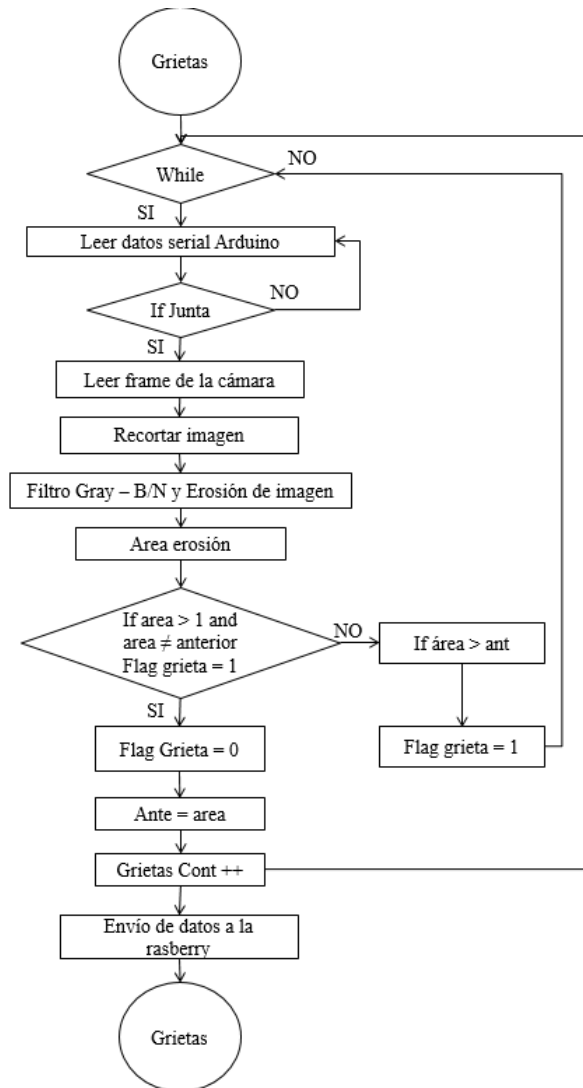 Grietas
While
NO
SI
Leer datos serial Arduino
If Junta
NO
SI
Leer frame de la cámara
Recortar imagen
Filtro Gray – B/N y Erosión de imagen
Area erosión
If area > 1 and
area ≠ anterior
Flag grieta = 1
NO
If área > ant
SI
Flag Grieta = 0
Flag grieta = 1
Ante = area
Grietas Cont ++
Envío de datos a la
rasberry
Grietas